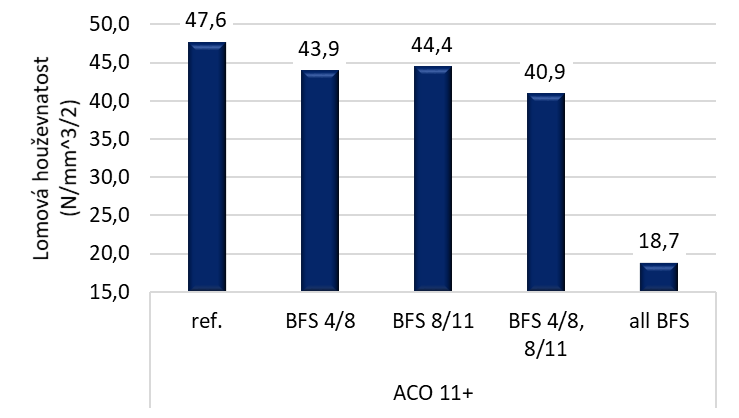 Lomová houževnatost
(N/mm^3/2)
50,0
45,0
40,0
35,0
30,0
25,0
20,0
15,0
47,6
43,9
44,4
40,9
18,7
ref.
BFS 4/8
BFS 8/11
BFS 4/8,
8/11
all BFS
ACO 11+